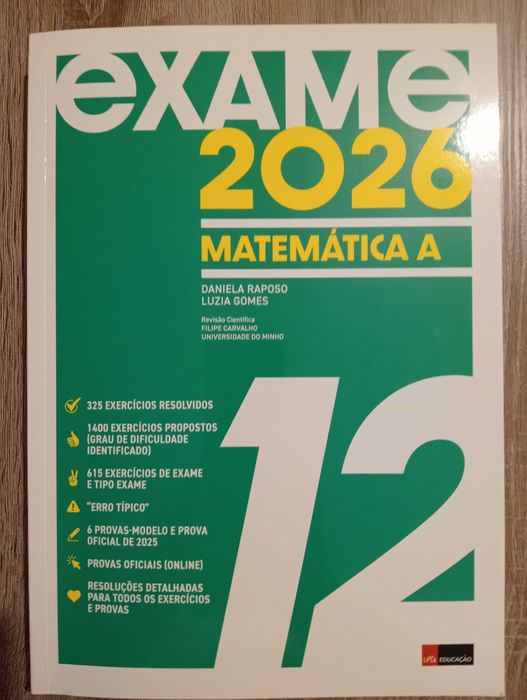 EXAME
2026
MATEMÁTICA A
DANIELA RAPOSO
LUZIA GOMES
Revisão Científica
FILIPE CARVALHO
UNIVERSIDADE DO MINHO
325 EXERCÍCIOS RESOLVIDOS
1400 EXERCÍCIOS PROPOSTOS
(GRAU DE DIFICULDADE
IDENTIFICADO)
615 EXERCÍCIOS DE EXAME
E TIPO EXAME
"ERRO TÍPICO"
6 PROVAS-MODELO E PROVA
OFICIAL DE 2025
PROVAS OFICIAIS (ONLINE)
RESOLUÇÕES DETALHADAS
PARA TODOS OS EXERCÍCIOS
E PROVAS
12
LeYa EDUCAÇÃO